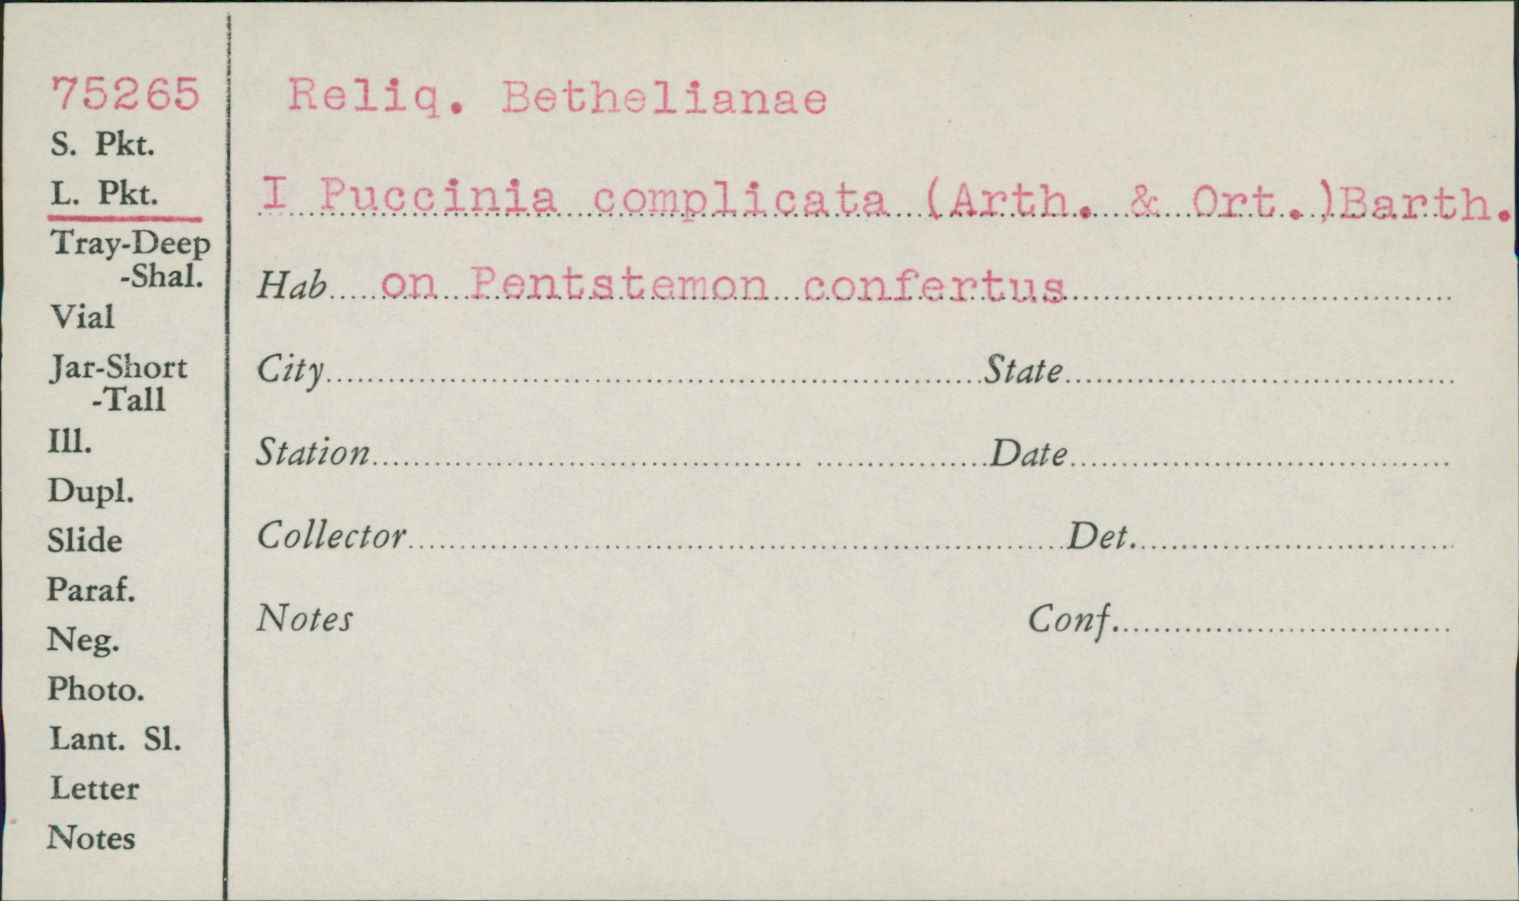 75265
S. Pkt.
L. Pkt.
Tray-Deep
-Shal.
Vial
Jar-Short
-Tall
Ill.
Dupl.
Slide
Paraf.
Neg.
Photo.
Lant. Sl.
Letter
Notes
Reliq. Bethelianae
I Puccinia complicata (Arth. & Ort.)Barth.
Hab on Pentstemon confertus
City State
Station Date
Collector Det.
Notes Conf.